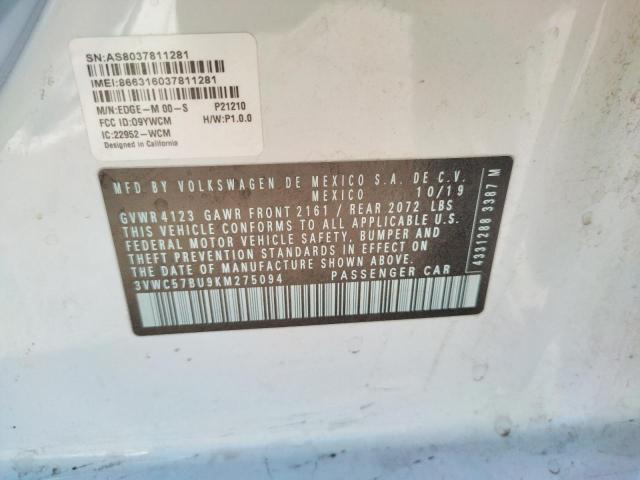 SN:AS8037811281
IMEI:866316037811281
M/N:EDGE-M 00-S P21210
FCC ID:O9YWCM H/W:P1.0.0
IC:22952-WCM
Designed in California
MFD BY VOLKSWAGEN DE MEXICO S.A. DE C.V.
MEXICO 10/19
GVWR 4123 GAWR FRONT 2161 / REAR 2072 LBS
THIS VEHICLE CONFORMS TO ALL APPLICABLE U.S.
FEDERAL MOTOR VEHICLE SAFETY, BUMPER AND
THEFT PREVENTION STANDARDS IN EFFECT ON
THE DATE OF MANUFACTURE SHOWN ABOVE.
3VWC57BU9KM275094 PASSENGER CAR
4331288 3387 M